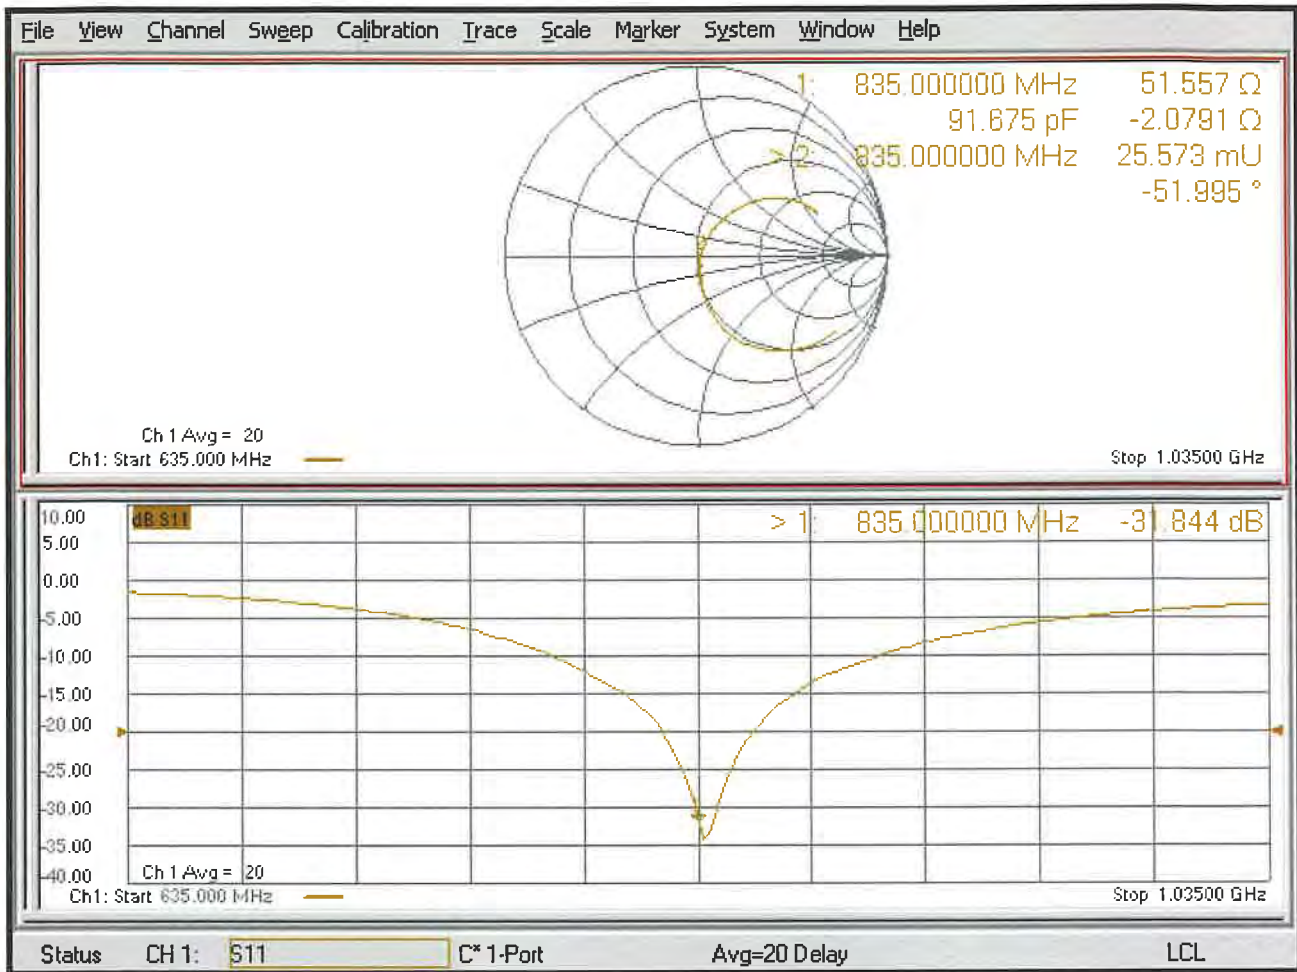 File View Channel Sweep Calibration Trace Scale Marker System Window Help
1: 835.000000 MHz 51.557 Ω
91.675 pF -2.0791 Ω
> 2: 835.000000 MHz 25.573 mU
-51.995 °
Ch 1 Avg = 20
Ch1: Start 635.000 MHz
Stop 1.03500 GHz
10.00
dB S11
> 1: 835.000000 MHz -31.844 dB
5.00
0.00
-5.00
-10.00
-15.00
-20.00
-25.00
-30.00
-35.00
-40.00
Ch 1 Avg = 20
Ch1: Start 635.000 MHz
Stop 1.03500 GHz
Status CH 1: S11 C* 1-Port Avg=20 Delay LCL